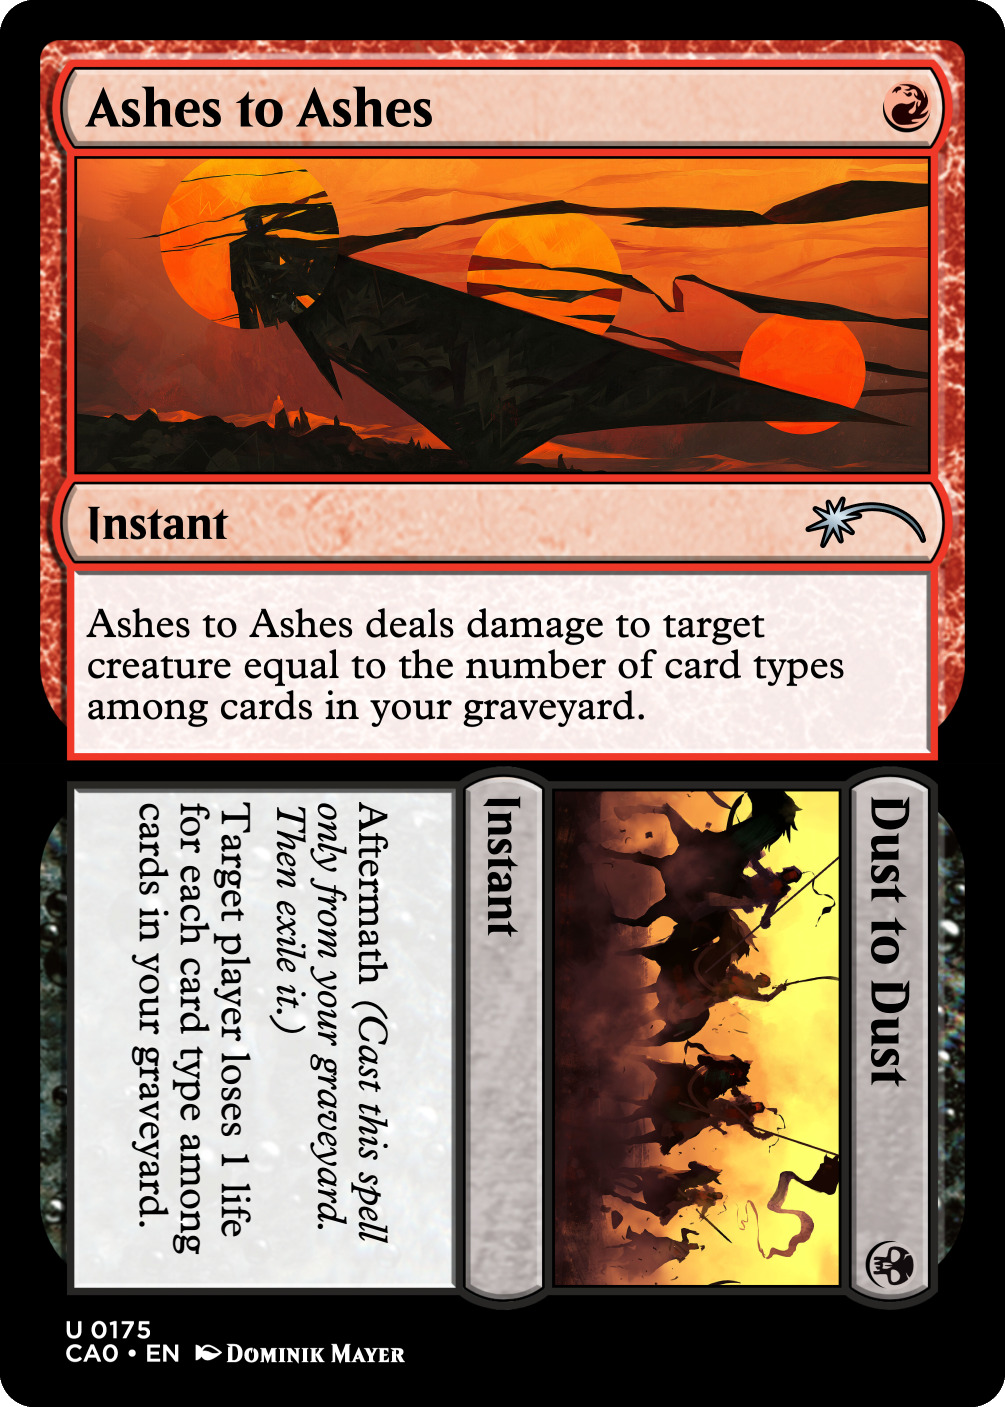 Ashes to Ashes
Instant
Ashes to Ashes deals damage to target
creature equal to the number of card types
among cards in your graveyard.
Dust to Dust
Instant
Aftermath (Cast this spell
only from your graveyard.
Then exile it.)
Target player loses 1 life
for each card type among
cards in your graveyard.
U 0175
CAO • EN Dominik Mayer